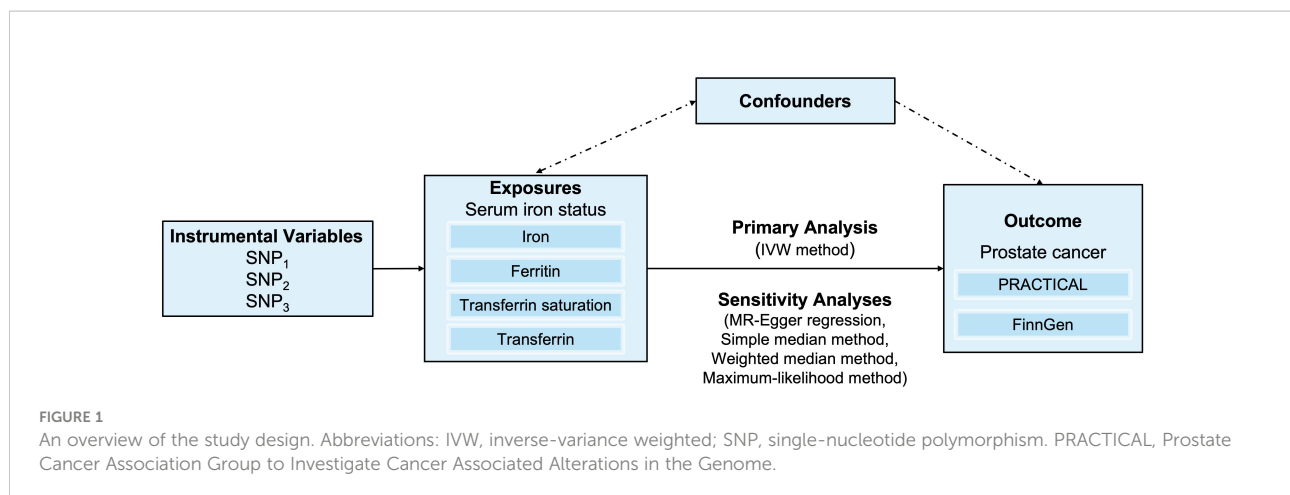 Confounders
Exposures
Serum iron status
Iron
Ferritin
Transferrin saturation
Transferrin
Instrumental Variables
SNP₁
SNP₂
SNP₃
Primary Analysis
(IVW method)
Sensitivity Analyses
(MR-Egger regression,
Simple median method,
Weighted median method,
Maximum-likelihood method)
Outcome
Prostate cancer
PRACTICAL
FinnGen
FIGURE 1
An overview of the study design. Abbreviations: IVW, inverse-variance weighted; SNP, single-nucleotide polymorphism. PRACTICAL, Prostate
Cancer Association Group to Investigate Cancer Associated Alterations in the Genome.